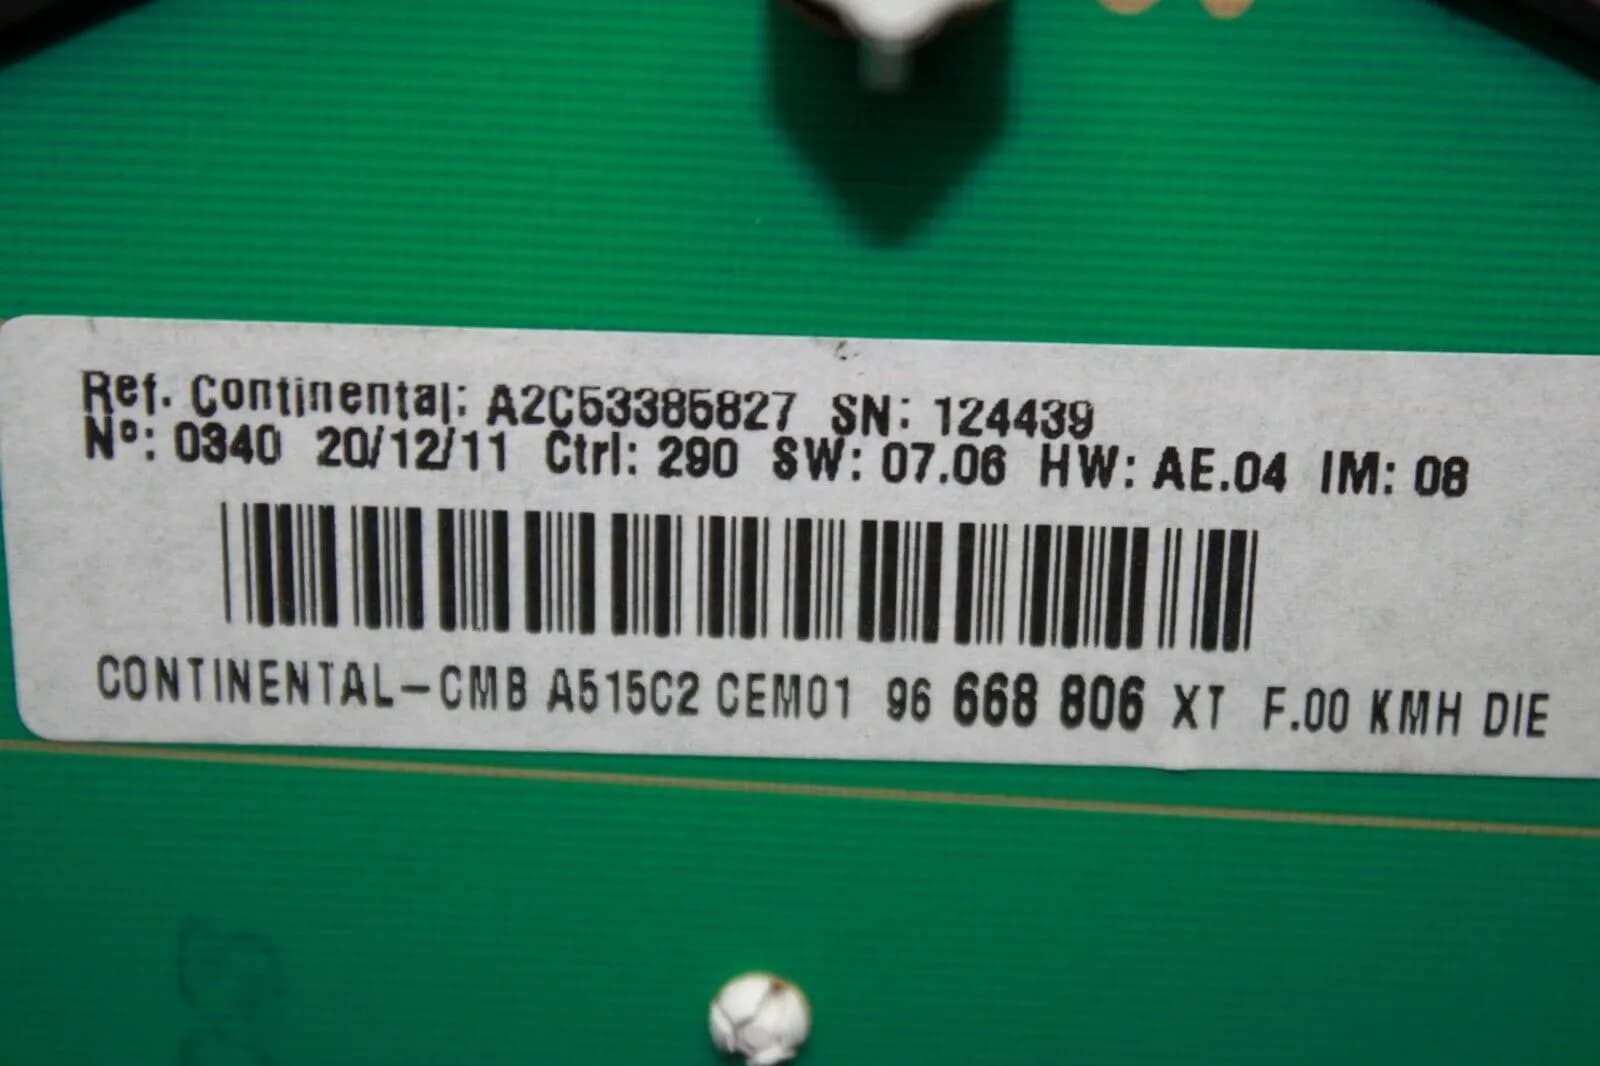 Ref. Continental: A2C53385827 SN: 124439
Nº: 0340 20/12/11 Ctrl: 290 SW: 07.06 HW: AE.04 IM: 08
CONTINENTAL-CMB A515C2 CEM01 96 668 806 XT F.00 KMH DIE